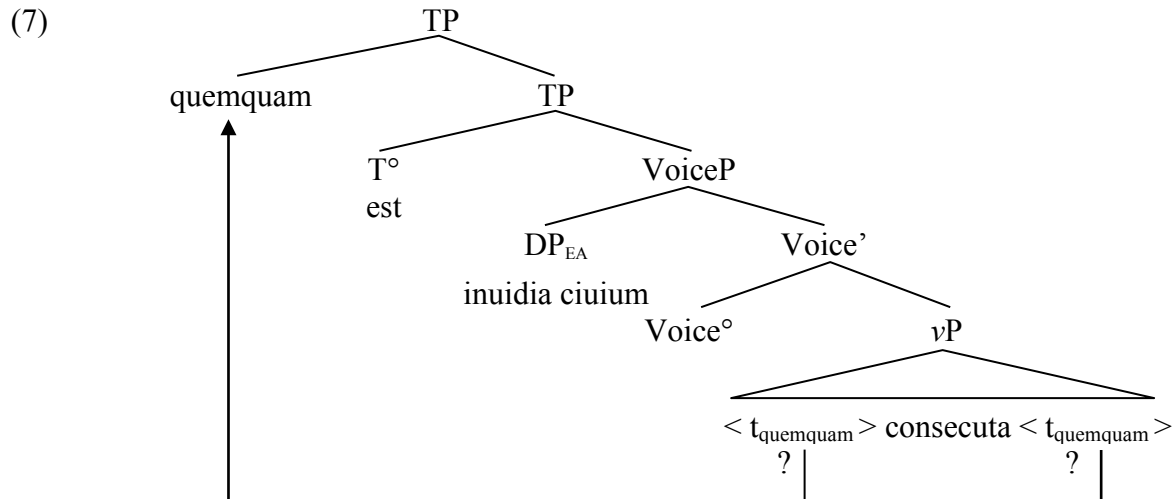 (7) TP
quemquam TP
T° VoiceP
est
DP_EA Voice’
inuidia ciuium
Voice° vP
< t_quemquam > consecuta < t_quemquam >
? ?